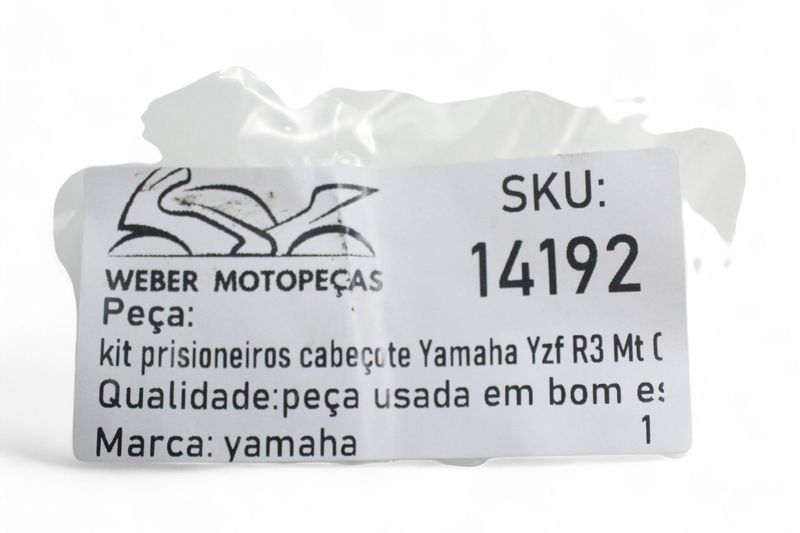 SKU:
14192
WEBER MOTOPEÇAS
Peça:
kit prisioneiros cabeçote Yamaha Yzf R3 Mt
Qualidade:peça usada em bom es
Marca: yamaha
1